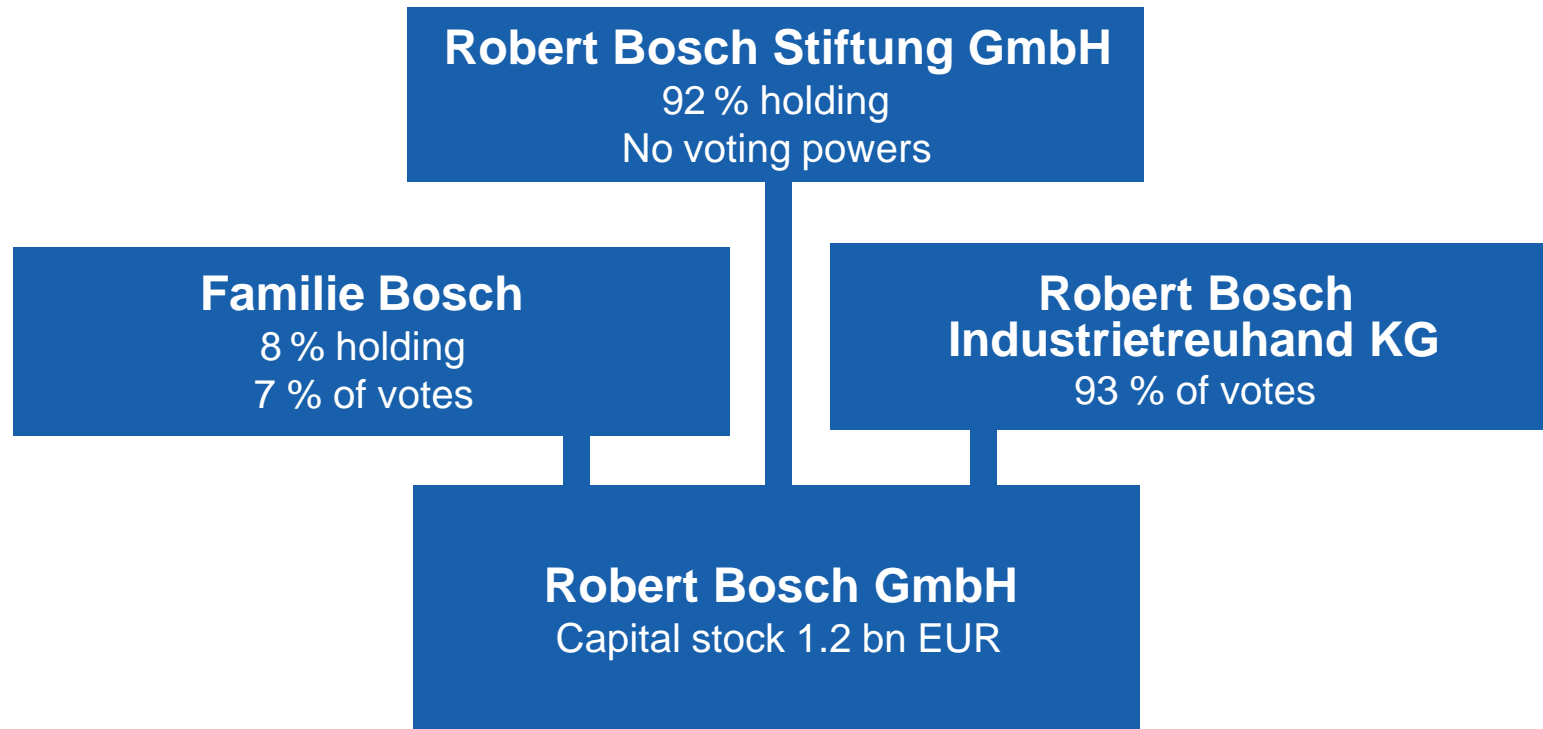 Robert Bosch Stiftung GmbH
92 % holding
No voting powers
Familie Bosch
8 % holding
7 % of votes
Robert Bosch
Industrietreuhand KG
93 % of votes
Robert Bosch GmbH
Capital stock 1.2 bn EUR